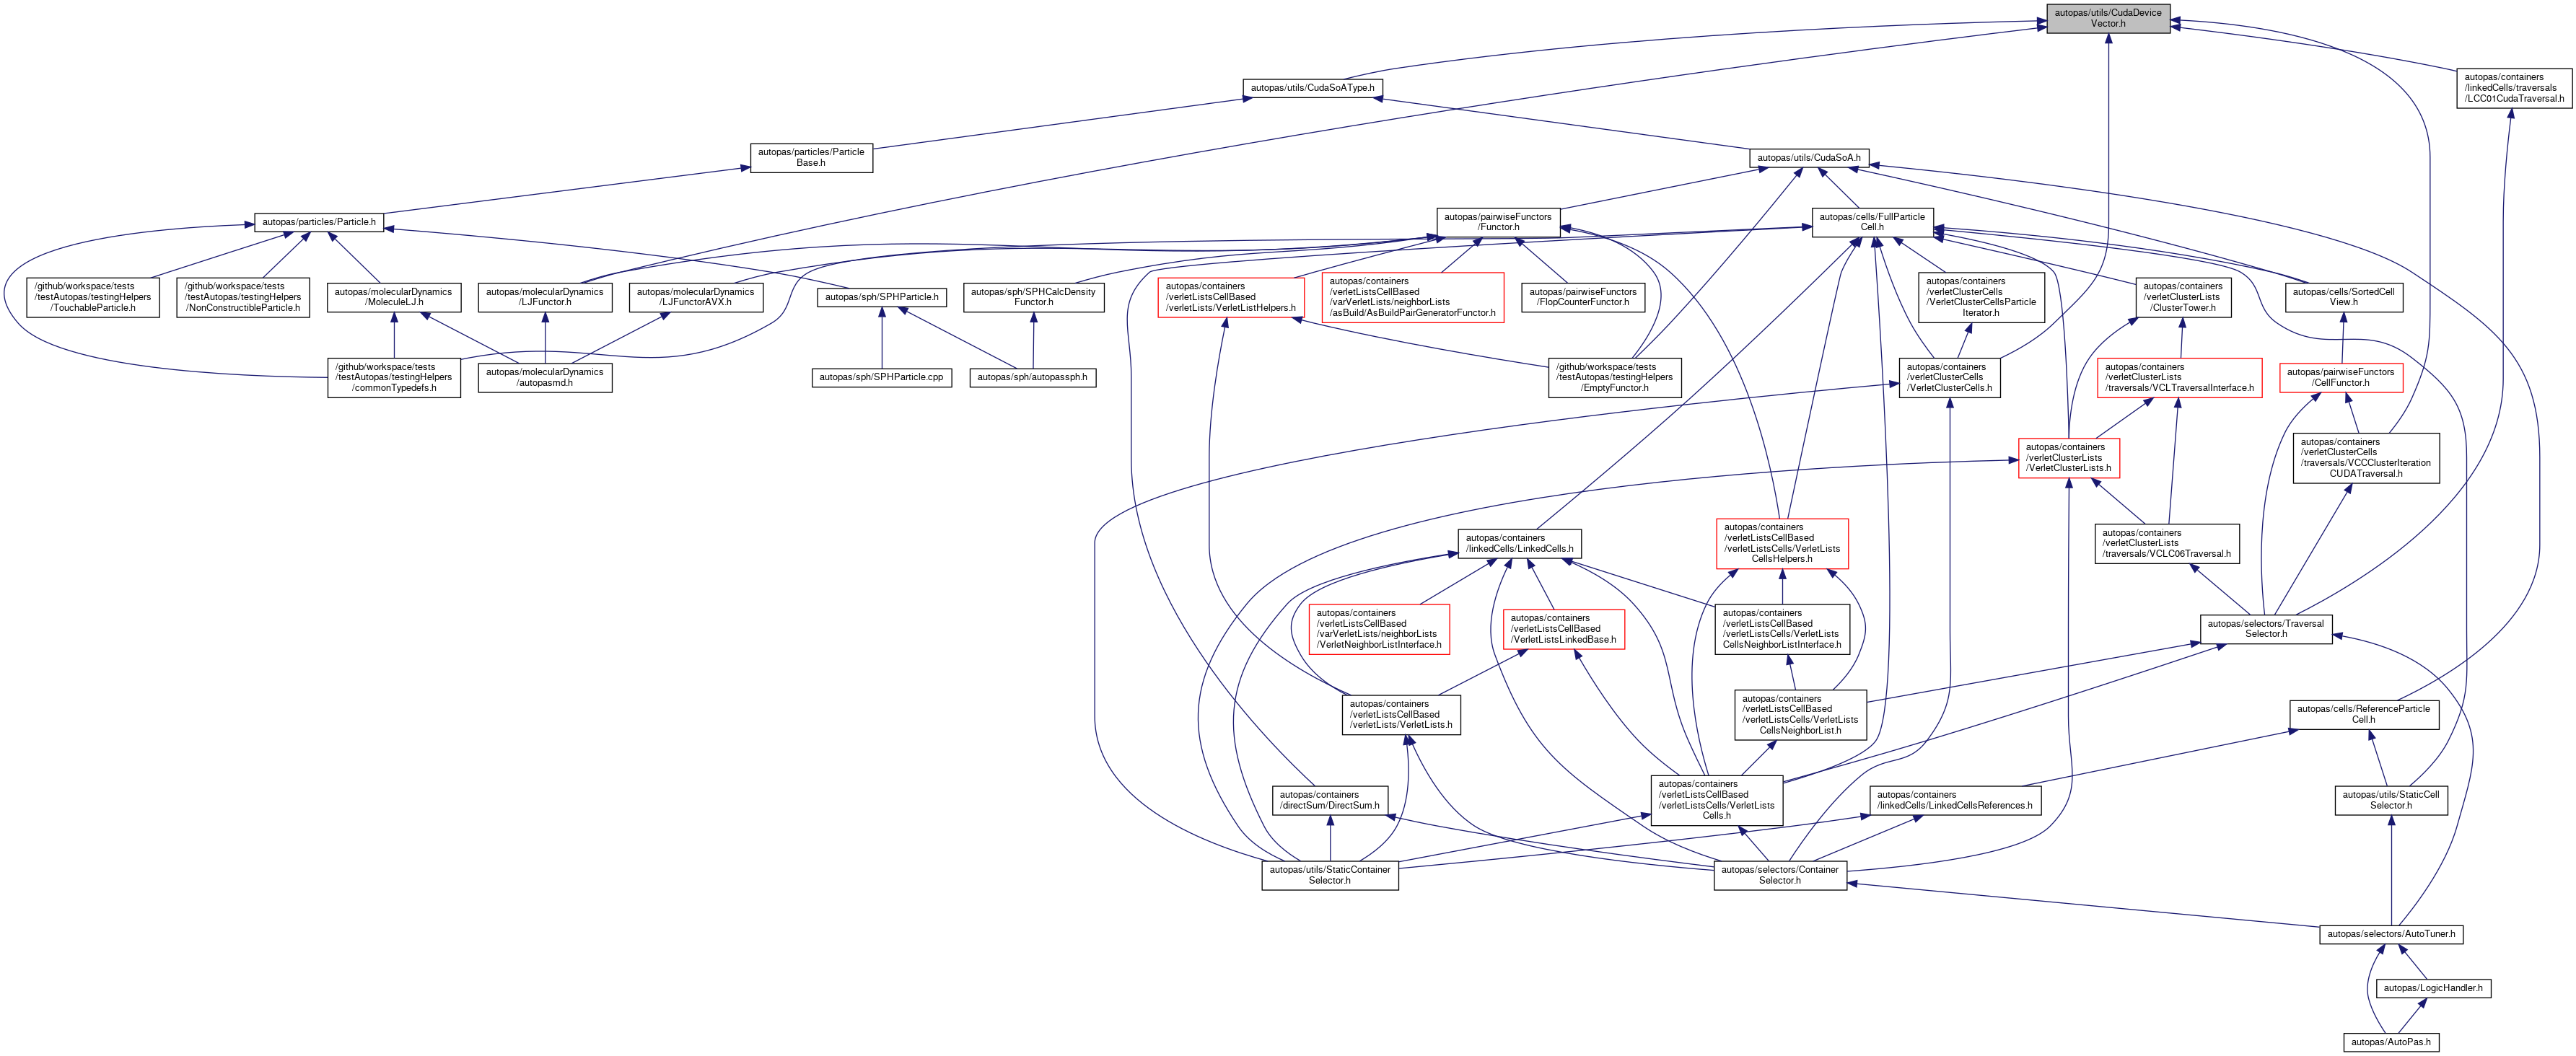 autopas/utils/CudaDevice
Vector.h
autopas/utils/CudaSoAType.h
autopas/containers
/linkedCells/traversals
/LCC01CudaTraversal.h
autopas/particles/Particle
Base.h
autopas/utils/CudaSoA.h
autopas/particles/Particle.h
autopas/pairwiseFunctors
/Functor.h
autopas/cells/FullParticle
Cell.h
/github/workspace/tests
/testAutopas/testingHelpers
/TouchableParticle.h
/github/workspace/tests
/testAutopas/testingHelpers
/NonConstructibleParticle.h
autopas/molecularDynamics
/MoleculeLJ.h
autopas/molecularDynamics
/LJFunctor.h
autopas/molecularDynamics
/LJFunctorAVX.h
autopas/sph/SPHParticle.h
autopas/sph/SPHCalcDensity
Functor.h
autopas/containers
/verletListsCellBased
/verletLists/VerletListHelpers.h
autopas/containers
/verletListsCellBased
/varVerletLists/neighborLists
/asBuild/AsBuildPairGeneratorFunctor.h
autopas/pairwiseFunctors
/FlopCounterFunctor.h
autopas/containers
/verletClusterCells
/VerletClusterCellsParticle
Iterator.h
autopas/containers
/verletClusterLists
/ClusterTower.h
autopas/cells/SortedCell
View.h
/github/workspace/tests
/testAutopas/testingHelpers
/commonTypedefs.h
autopas/molecularDynamics
/autopasmd.h
autopas/sph/SPHParticle.cpp
autopas/sph/autopassph.h
/github/workspace/tests
/testAutopas/testingHelpers
/EmptyFunctor.h
autopas/containers
/verletClusterCells
/VerletClusterCells.h
autopas/containers
/verletClusterLists
/traversals/VCLTraversalInterface.h
autopas/pairwiseFunctors
/CellFunctor.h
autopas/containers
/verletClusterLists
/VerletClusterLists.h
autopas/containers
/verletClusterCells
/traversals/VCCClusterIteration
CUDATraversal.h
autopas/containers
/linkedCells/LinkedCells.h
autopas/containers
/verletListsCellBased
/verletListsCells/VerletLists
CellsHelpers.h
autopas/containers
/verletClusterLists
/traversals/VCLC06Traversal.h
autopas/containers
/verletListsCellBased
/varVerletLists/neighborLists
/VerletNeighborListInterface.h
autopas/containers
/verletListsCellBased
/VerletListsLinkedBase.h
autopas/containers
/verletListsCellBased
/verletListsCells/VerletLists
CellsNeighborListInterface.h
autopas/selectors/Traversal
Selector.h
autopas/containers
/verletListsCellBased
/verletLists/VerletLists.h
autopas/containers
/verletListsCellBased
/verletListsCells/VerletLists
CellsNeighborList.h
autopas/cells/ReferenceParticle
Cell.h
autopas/containers
/directSum/DirectSum.h
autopas/containers
/verletListsCellBased
/verletListsCells/VerletLists
Cells.h
autopas/containers
/linkedCells/LinkedCellsReferences.h
autopas/utils/StaticCell
Selector.h
autopas/utils/StaticContainer
Selector.h
autopas/selectors/Container
Selector.h
autopas/selectors/AutoTuner.h
autopas/LogicHandler.h
autopas/AutoPas.h